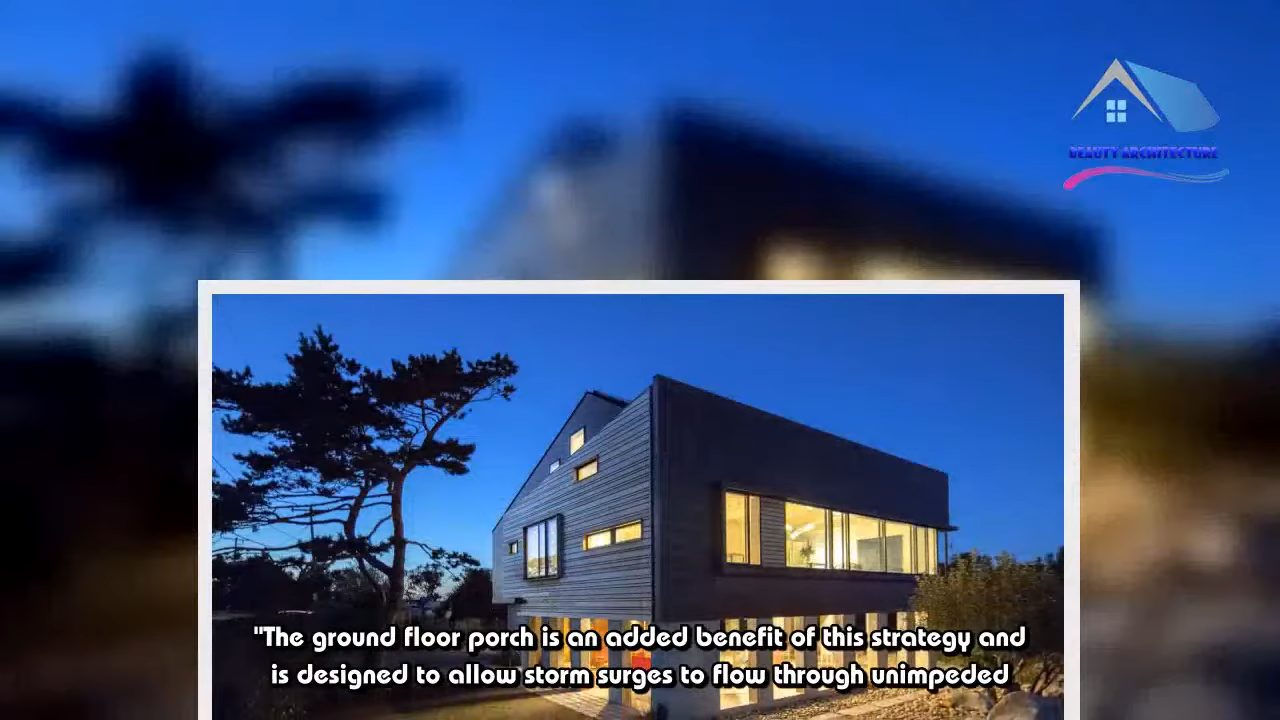 BEAUTY ARCHITECTURE
"The ground floor porch is an added benefit of this strategy and
is designed to allow storm surges to flow through unimpeded